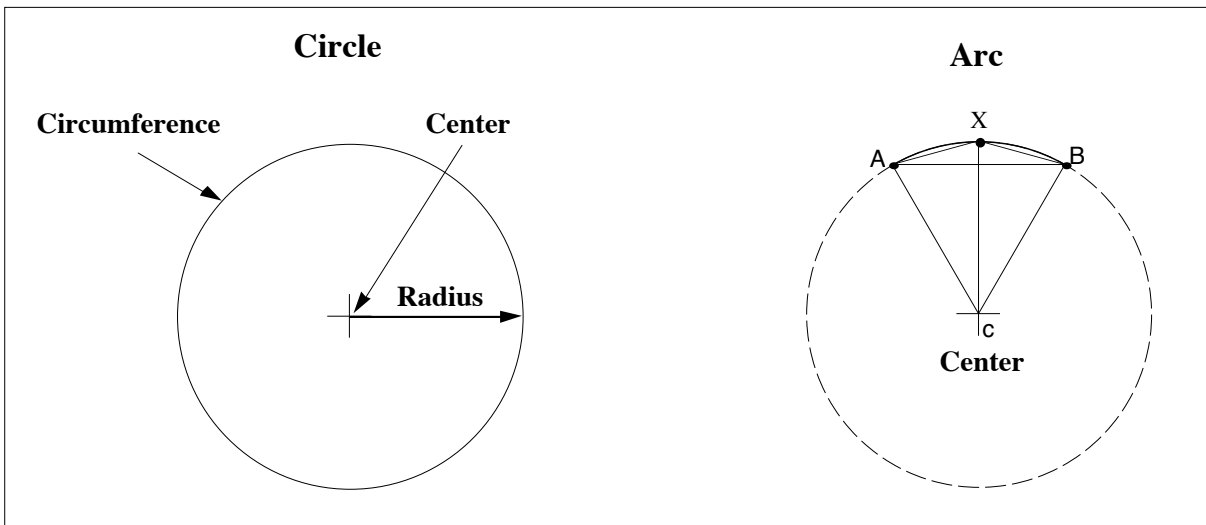 Circle
Circumference
Center
Radius
Arc
X
A
B
c
Center